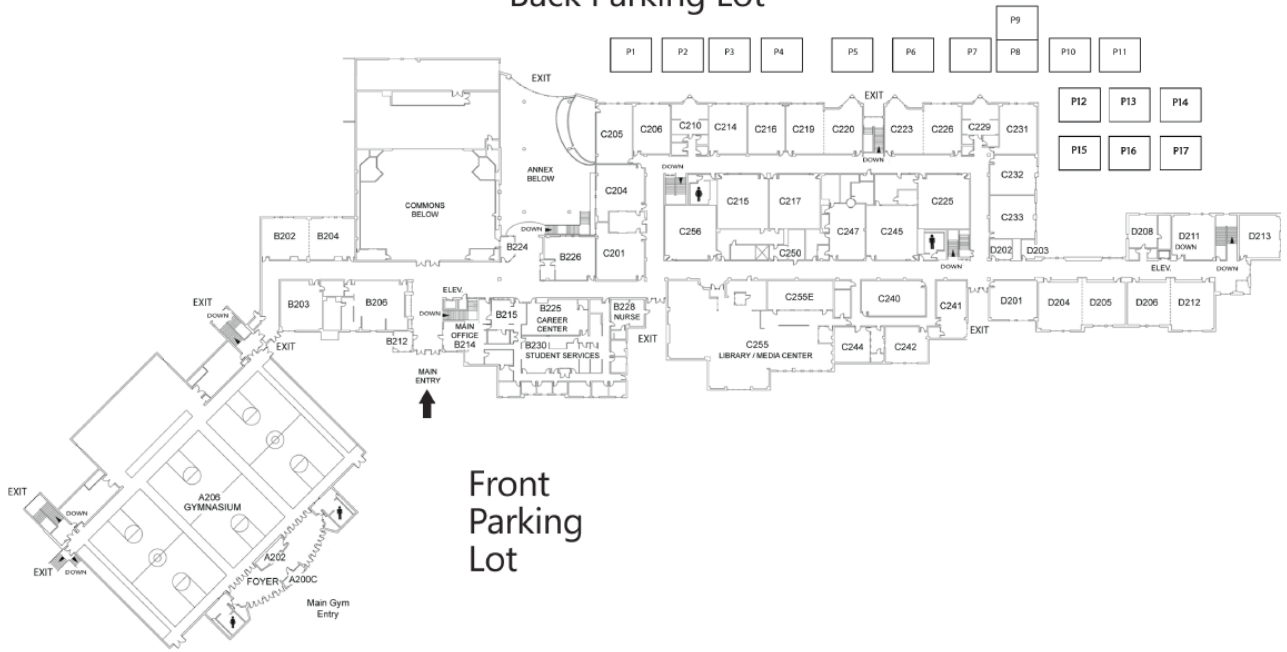 Back Parking Lot
P9
P1 P2 P3 P4 P5 P6 P7 P8 P10 P11
EXIT
EXIT
P12 P13 P14
C205 C206 C210 C214 C216 C219 C220 C223 C226 C229 C231
DOWN
P15 P16 P17
ANNEX
BELOW
DOWN
C232
C204
C215 C217 C225
COMMONS
BELOW
C233
DOWN
B202 B204
B224
C256 C247 C245
D208 D211 D213
DOWN
B226 C201
C250
D202 D203
DOWN
ELEV.
DOWN
B203 B206
ELEV.
C255E C240 C241
D201 D204 D205 D206 D212
EXIT
DOWN
DOWN
B215
B225
CAREER
CENTER
B228
NURSE
MAIN
OFFICE
B214
EXIT
B212
B230
STUDENT SERVICES
EXIT
EXIT
C255
LIBRARY / MEDIA CENTER
C244 C242
MAIN
ENTRY
A206
GYMNASIUM
EXIT
DOWN
EXIT
DOWN
A202
FOYER
A200C
Main Gym
Entry
Front
Parking
Lot